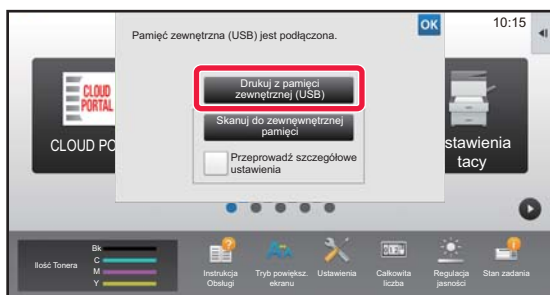 10:15
OK
Pamięć zewnętrzna (USB) jest podłączona.
Drukuj z pamięci
zewnętrznej (USB)
Skanuj do zewnęwnętrznej
pamięci
Przeprowadź szczegółowe
ustawienia
CLOUD
PORTAL
CLOUD PO
stawienia
tacy
Ilość Tonera
Bk
C
M
Y
Instrukcja
Obsługi
Tryb powiększ.
ekranu
Ustawienia
Całkowita
liczba
Regulacja
jasności
Stan zadania